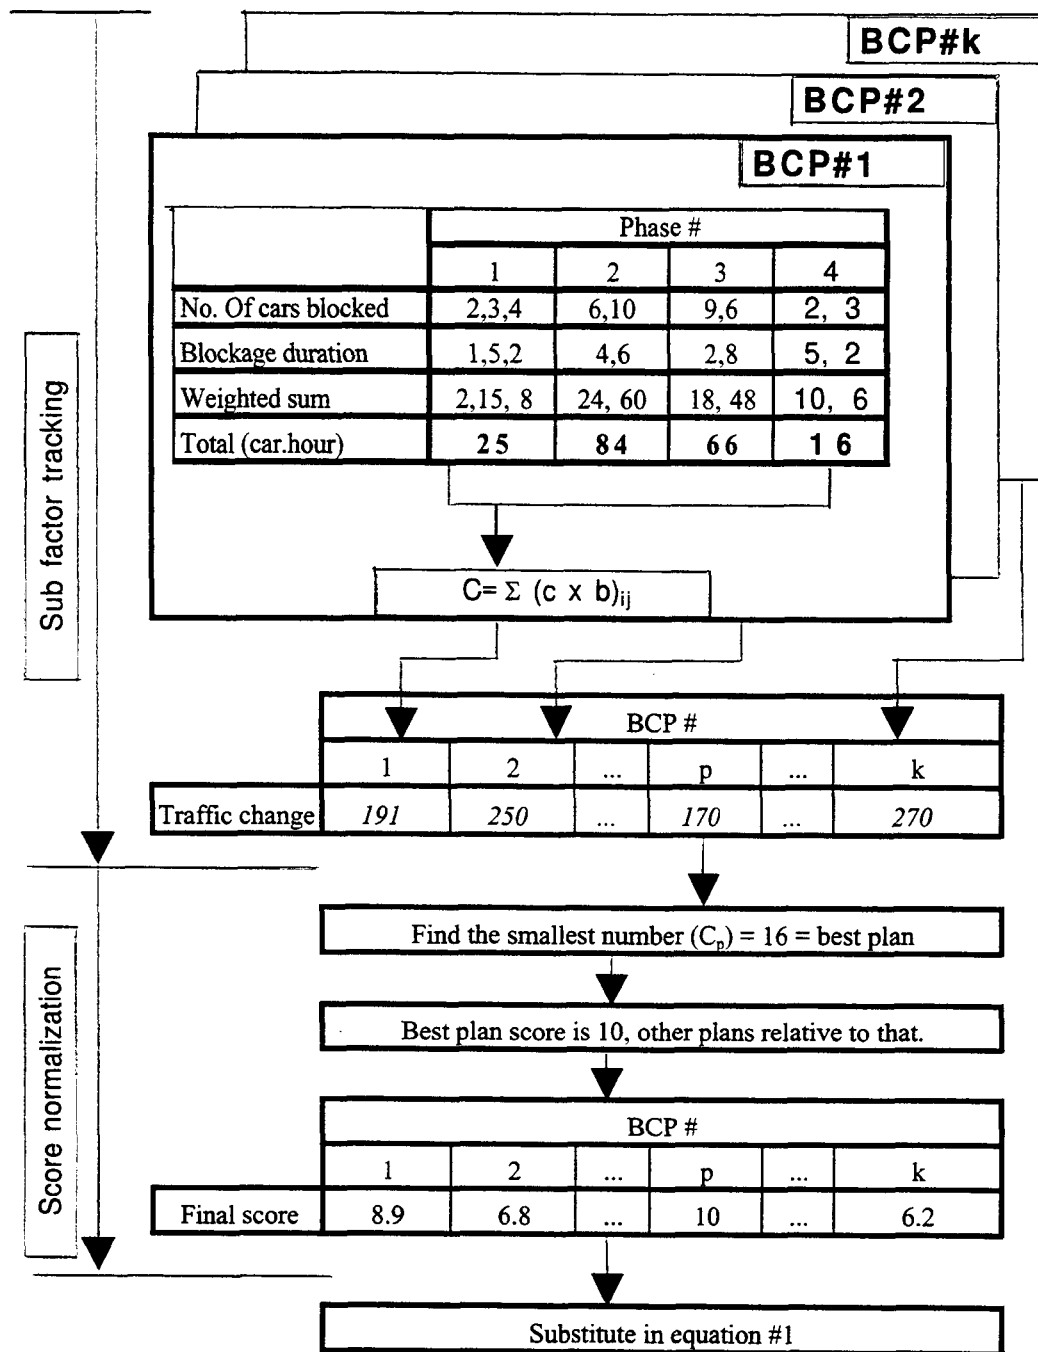 BCP#k
BCP#2
BCP#1
Phase #
1 2 3 4
No. Of cars blocked 2,3,4 6,10 9,6 2, 3
Blockage duration 1,5,2 4,6 2,8 5, 2
Weighted sum 2,15, 8 24, 60 18, 48 10, 6
Total (car.hour) 25 84 66 16
C= Σ (c x b)ij
Sub factor tracking
BCP #
1 2 ... p ... k
Traffic change 191 250 ... 170 ... 270
Find the smallest number (Cp) = 16 = best plan
Best plan score is 10, other plans relative to that.
Score normalization
BCP #
1 2 ... p ... k
Final score 8.9 6.8 ... 10 ... 6.2
Substitute in equation #1